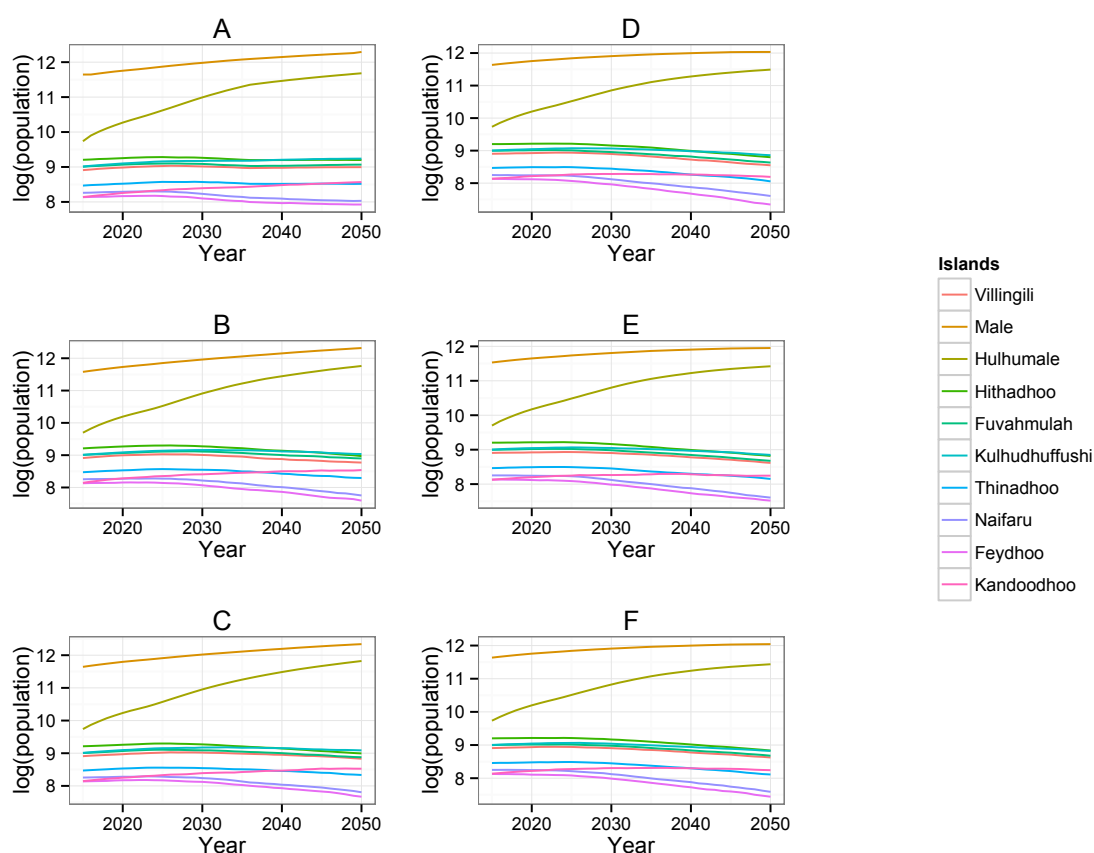 A
log(population)
12
11
10
9
8
2020 2030 2040 2050
Year
D
log(population)
12
11
10
9
8
2020 2030 2040 2050
Year
B
log(population)
12
11
10
9
8
2020 2030 2040 2050
Year
E
log(population)
12
11
10
9
8
2020 2030 2040 2050
Year
C
log(population)
12
11
10
9
8
2020 2030 2040 2050
Year
F
log(population)
12
11
10
9
8
2020 2030 2040 2050
Year
Islands
Villingili
Male
Hulhumale
Hithadhoo
Fuvahmulah
Kulhudhuffushi
Thinadhoo
Naifaru
Feydhoo
Kandoodhoo